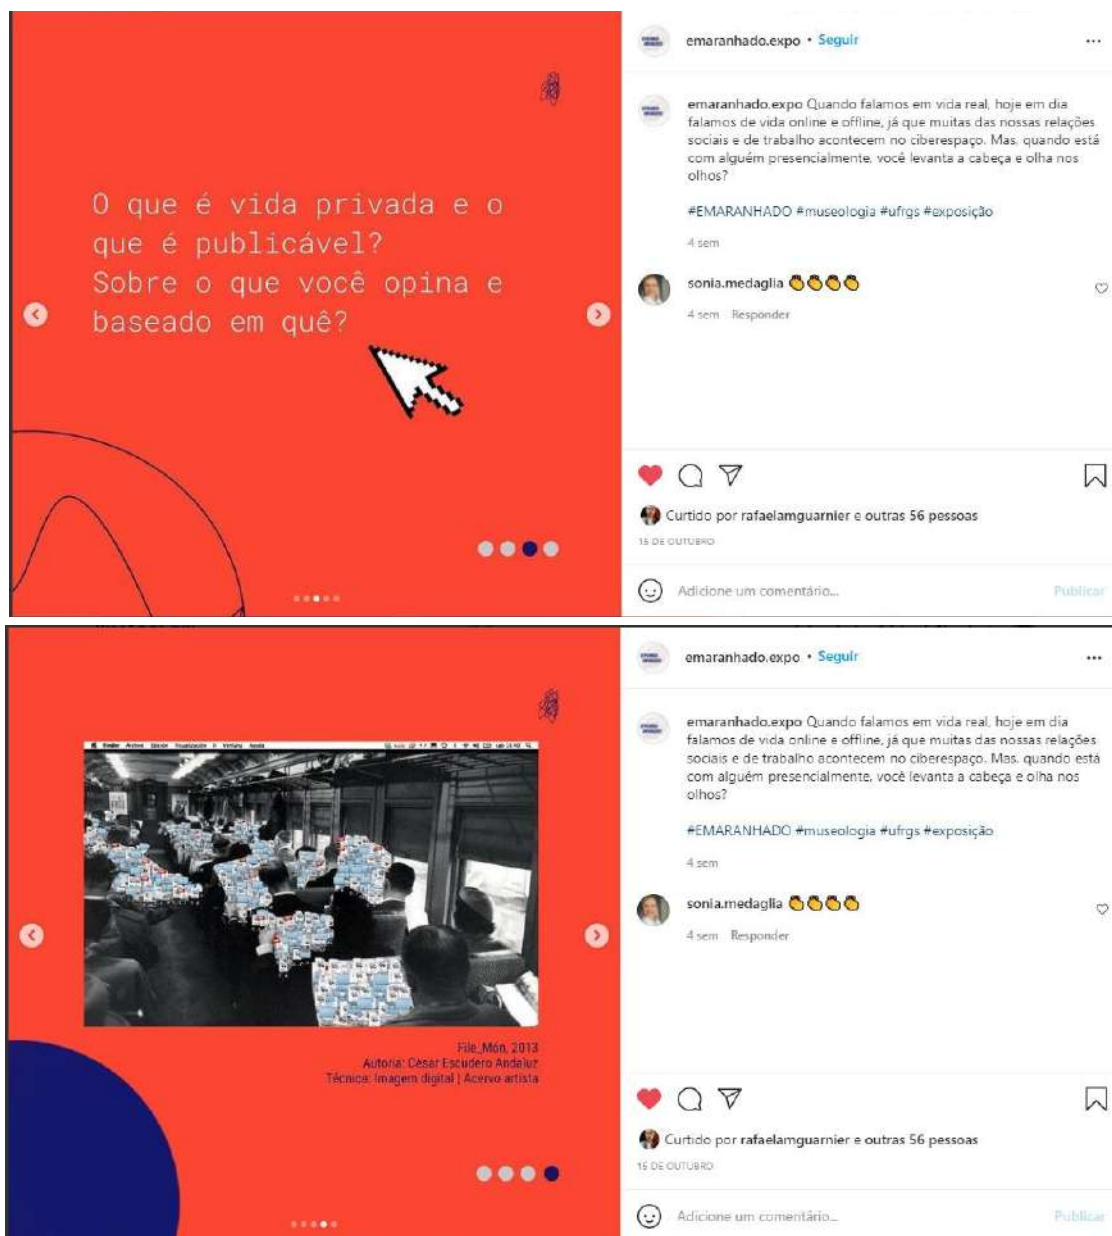 O que é vida privada e o
que é publicável?
Sobre o que você opina e
baseado em quê?
emaranhado.expo • Seguir
emaranhado.expo Quando falamos em vida real, hoje em dia
falamos de vida online e offline, já que muitas das nossas relações
sociais e de trabalho acontecem no ciberespaço. Mas, quando está
com alguém presencialmente, você levanta a cabeça e olha nos
olhos?
#EMARANHADO #museologia #ufrgs #exposição
4 sem
sonia.medaglia 👏👏👏👏
4 sem Responder
Curtido por rafaelamguarnier e outras 56 pessoas
15 DE OUTUBRO
Adicione um comentário...
Publicar
File_Món, 2013
Autoria: César Escudero Andaluz
Técnica: Imagem digital | Acervo artista
emaranhado.expo • Seguir
emaranhado.expo Quando falamos em vida real, hoje em dia
falamos de vida online e offline, já que muitas das nossas relações
sociais e de trabalho acontecem no ciberespaço. Mas, quando está
com alguém presencialmente, você levanta a cabeça e olha nos
olhos?
#EMARANHADO #museologia #ufrgs #exposição
4 sem
sonia.medaglia 👏👏👏👏
4 sem Responder
Curtido por rafaelamguarnier e outras 56 pessoas
15 DE OUTUBRO
Adicione um comentário...
Publicar